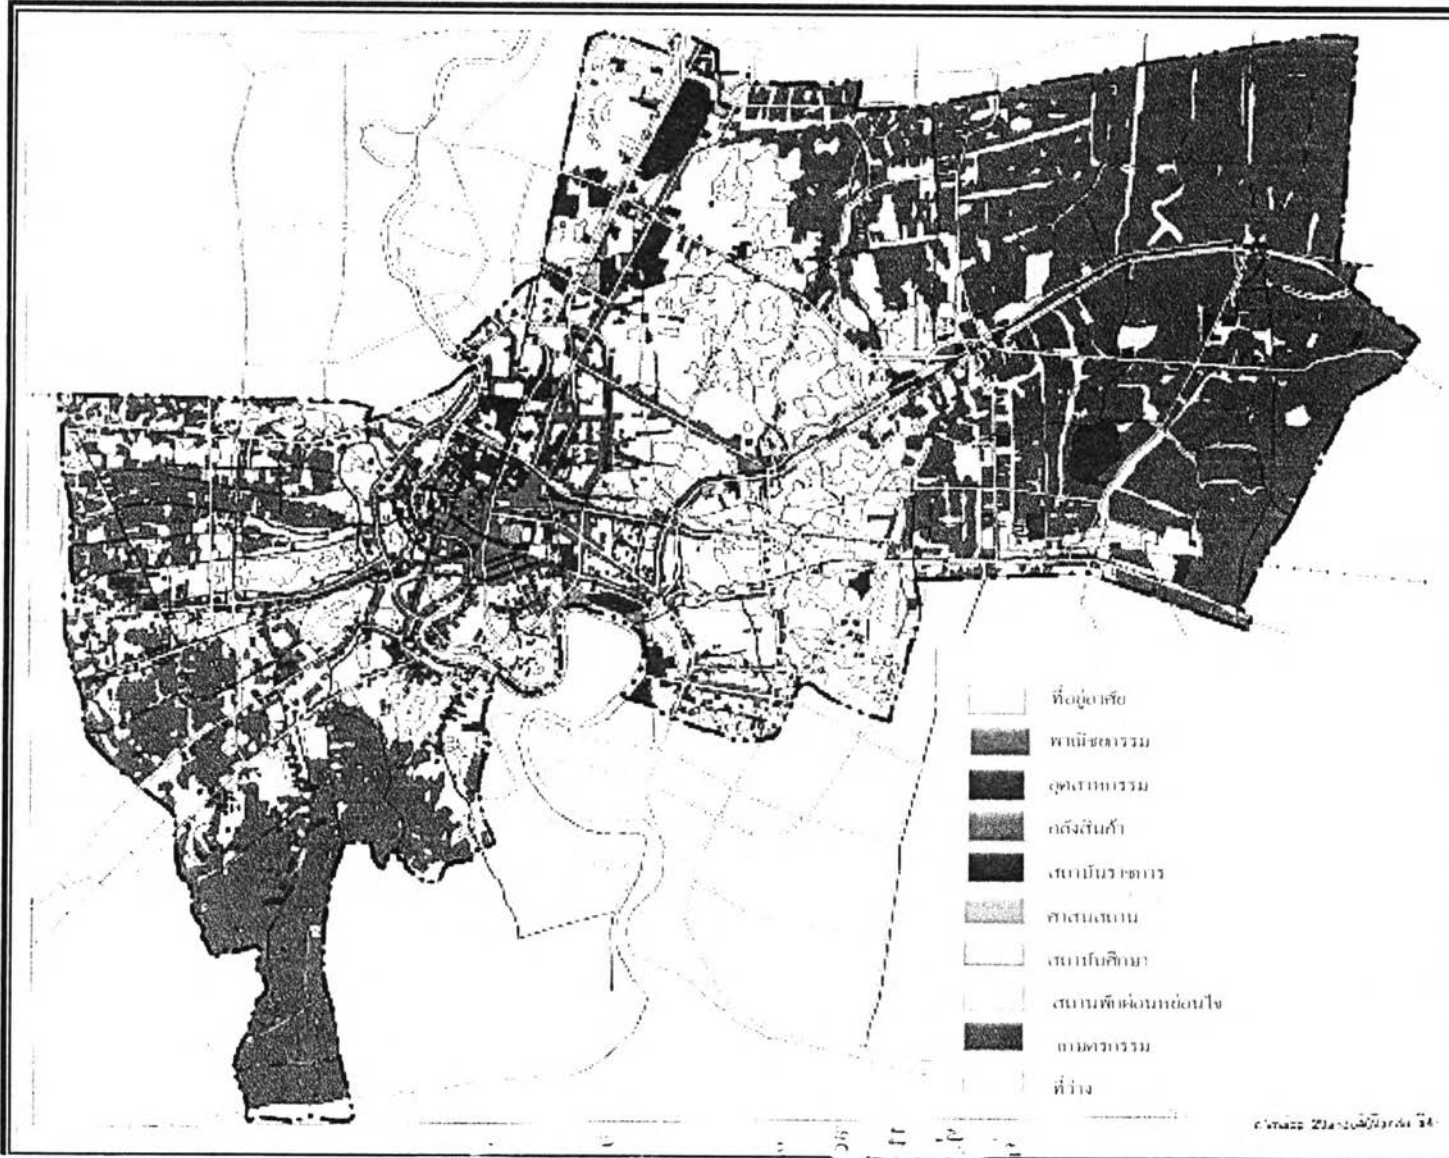 ที่อยู่อาศัย
พาณิชยกรรม
อุตสาหกรรม
คลังสินค้า
สถาบันราชการ
ศาสนสถาน
สถาบันศึกษา
สถานพักผ่อนหย่อนใจ
เกษตรกรรม
ที่ว่าง